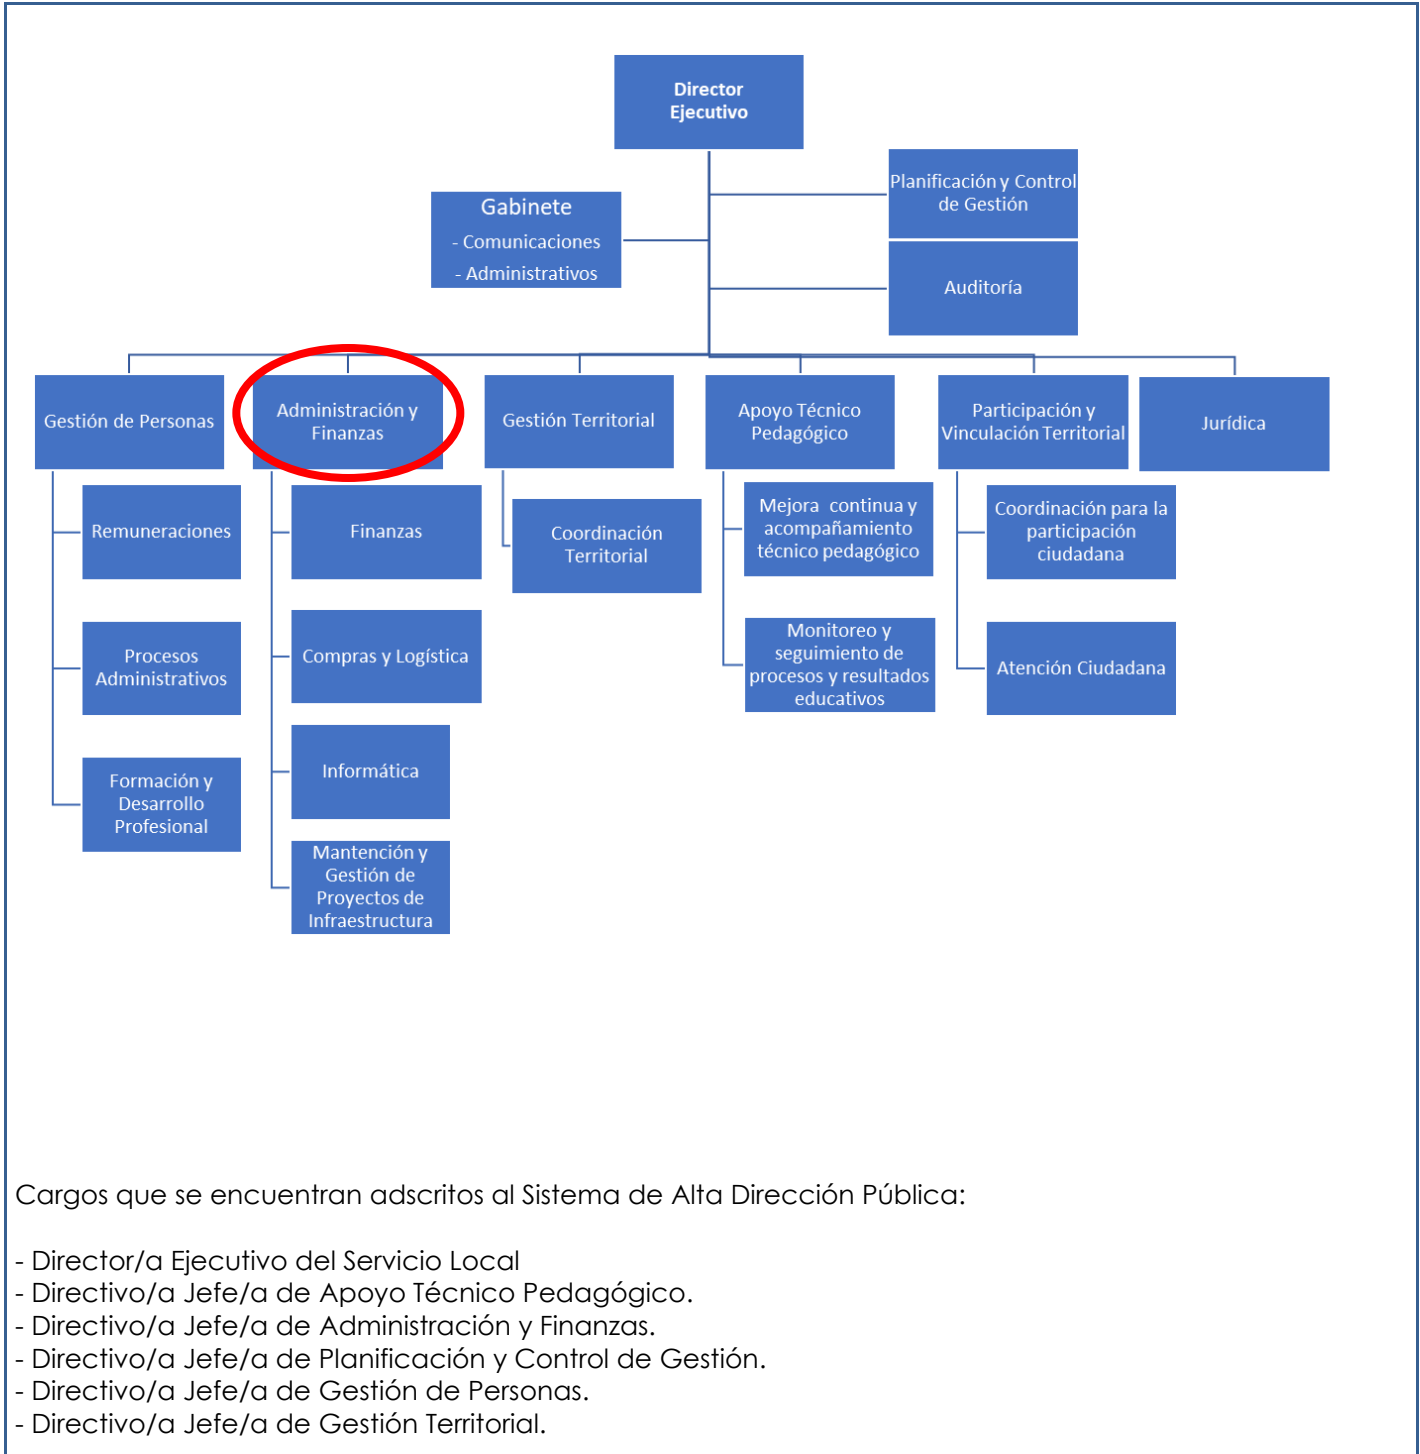 Director
Ejecutivo
Planificación y Control
de Gestión
Gabinete
- Comunicaciones
- Administrativos
Auditoría
Gestión de Personas
Administración y
Finanzas
Gestión Territorial
Apoyo Técnico
Pedagógico
Participación y
Vinculación Territorial
Jurídica
Remuneraciones
Procesos
Administrativos
Formación y
Desarrollo
Profesional
Finanzas
Compras y Logística
Informática
Mantención y
Gestión de
Proyectos de
Infraestructura
Coordinación
Territorial
Mejora continua y
acompañamiento
técnico pedagógico
Monitoreo y
seguimiento de
procesos y resultados
educativos
Coordinación para la
participación
ciudadana
Atención Ciudadana
Cargos que se encuentran adscritos al Sistema de Alta Dirección Pública:
- Director/a Ejecutivo del Servicio Local
- Directivo/a Jefe/a de Apoyo Técnico Pedagógico.
- Directivo/a Jefe/a de Administración y Finanzas.
- Directivo/a Jefe/a de Planificación y Control de Gestión.
- Directivo/a Jefe/a de Gestión de Personas.
- Directivo/a Jefe/a de Gestión Territorial.